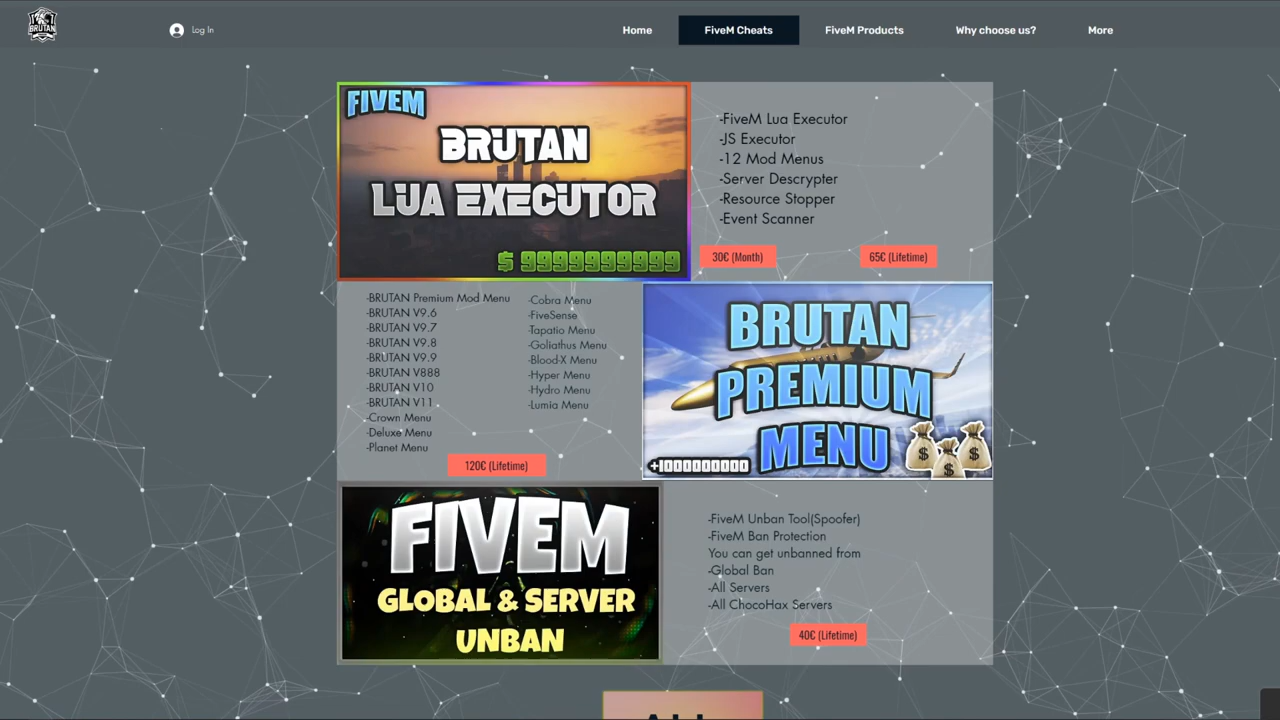 BRUTAN
Log In
Home
FiveM Cheats
FiveM Products
Why choose us?
More
FIVEM
BRUTAN
LUA EXECUTOR
$ 9999999999
-FiveM Lua Executor
-JS Executor
-12 Mod Menus
-Server Descrypter
-Resource Stopper
-Event Scanner
30€ (Month)
65€ (Lifetime)
-BRUTAN Premium Mod Menu
-BRUTAN V9.6
-BRUTAN V9.7
-BRUTAN V9.8
-BRUTAN V9.9
-BRUTAN V888
-BRUTAN V10
-BRUTAN V11
-Crown Menu
-Deluxe Menu
-Planet Menu
-Cobra Menu
-FiveSense
-Tapatio Menu
-Goliathus Menu
-Blood-X Menu
-Hyper Menu
-Hydro Menu
-Lumia Menu
120€ (Lifetime)
BRUTAN
PREMIUM
MENU
+1000000000
$ $ $
FIVEM
GLOBAL & SERVER
UNBAN
-FiveM Unban Tool(Spoofer)
-FiveM Ban Protection
You can get unbanned from
-Global Ban
-All Servers
-All ChocoHax Servers
40€ (Lifetime)